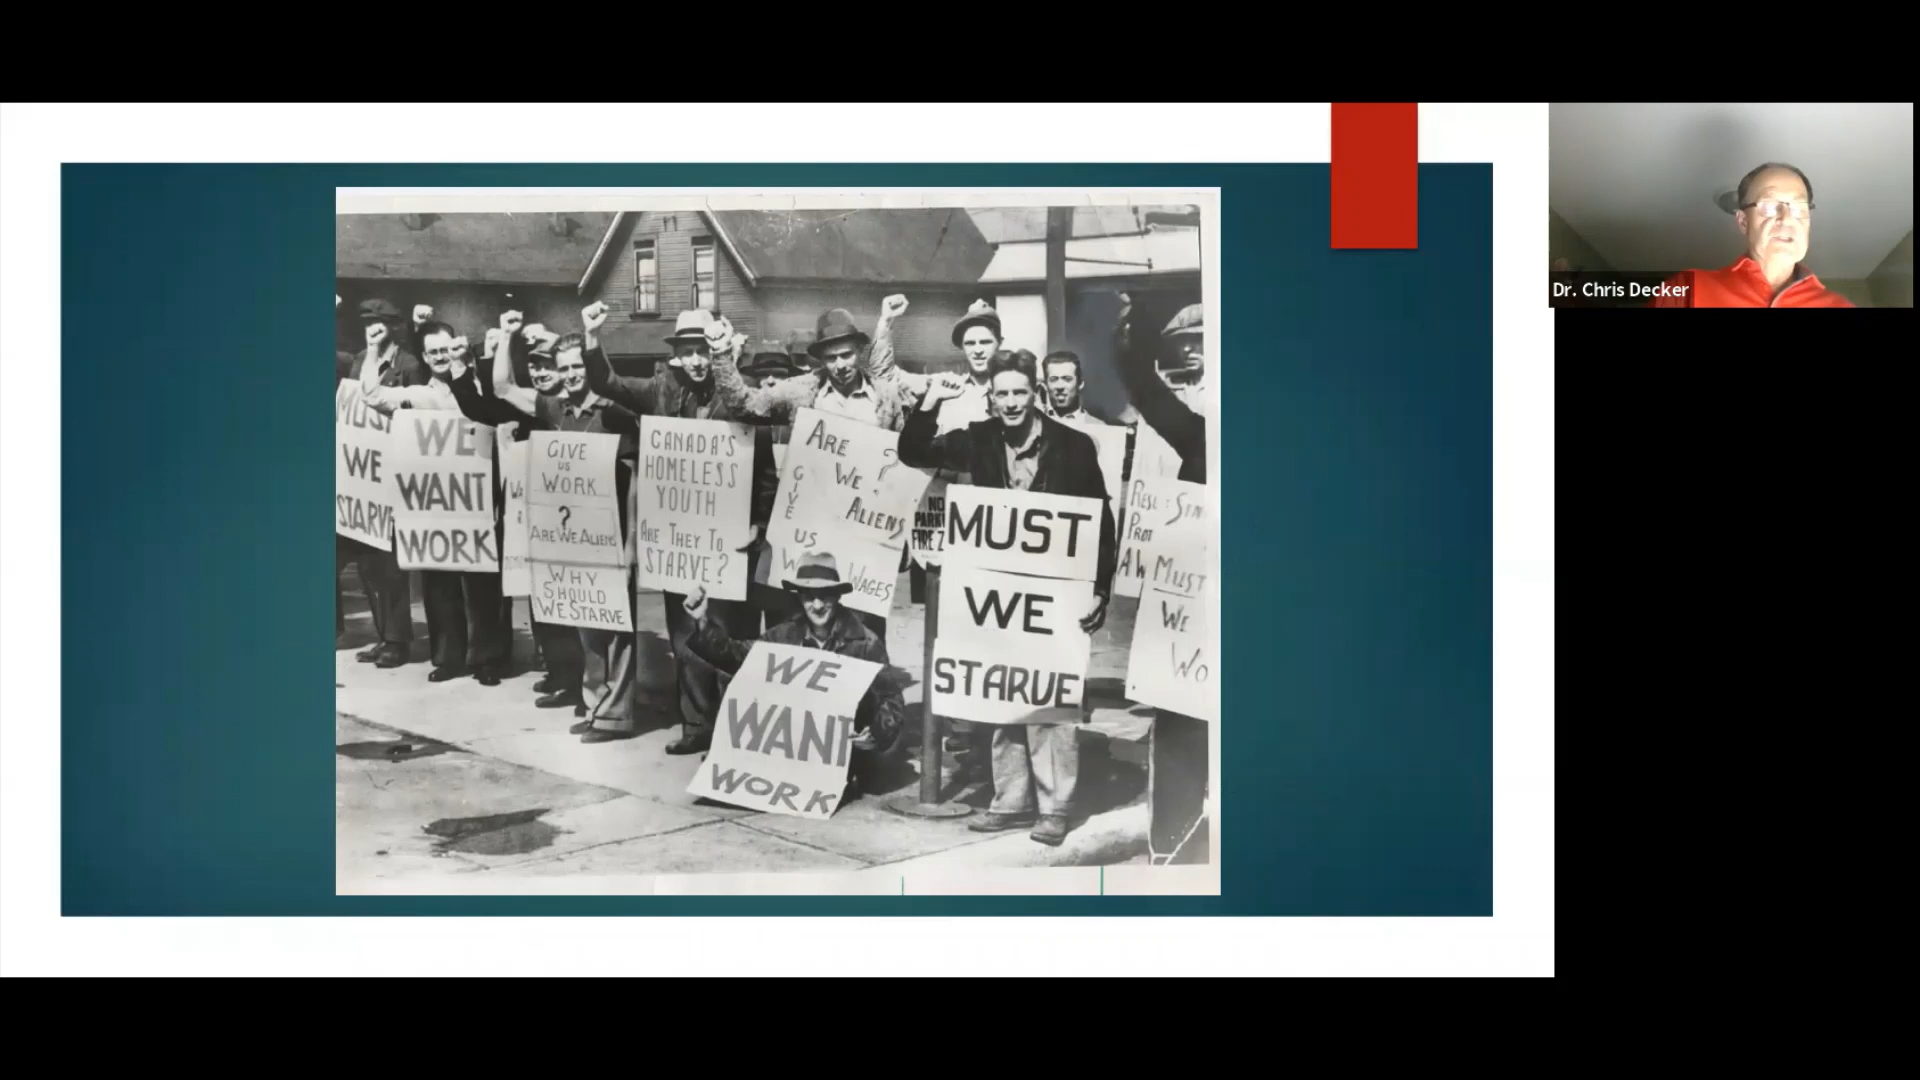 Dr. Chris Decker
MUST
WE
STARVE
WE
WANT
WORK
GIVE
US
WORK
?
ARE WE ALIENS
WHY
SHOULD
WE STARVE
CANADA'S
HOMELESS
YOUTH
ARE THEY TO
STARVE?
ARE
WE ?
ALIENS
GIVE
US
WAGES
NO
PARK
FIRE Z
WE
WANT
WORK
MUST
WE
STARVE
MUST
WE